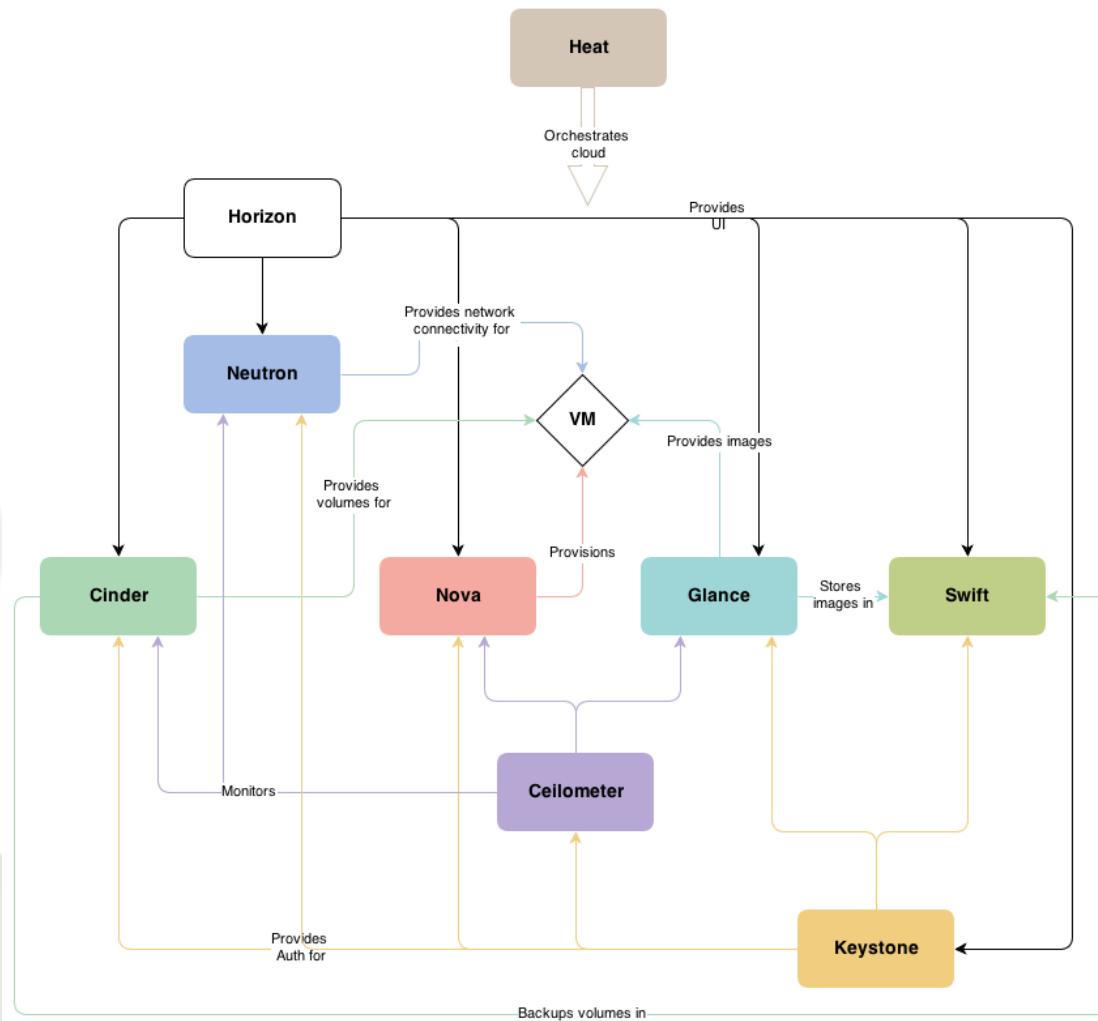 Heat
Orchestrates
cloud
Horizon
Provides
UI
Provides network
connectivity for
Neutron
VM
Provides images
Provides
volumes for
Provisions
Cinder
Nova
Glance
Stores
images in
Swift
Monitors
Ceilometer
Provides
Auth for
Keystone
Backups volumes in